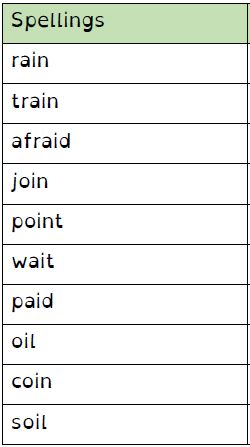 Spellings
rain
train
afraid
join
point
wait
paid
oil
coin
soil